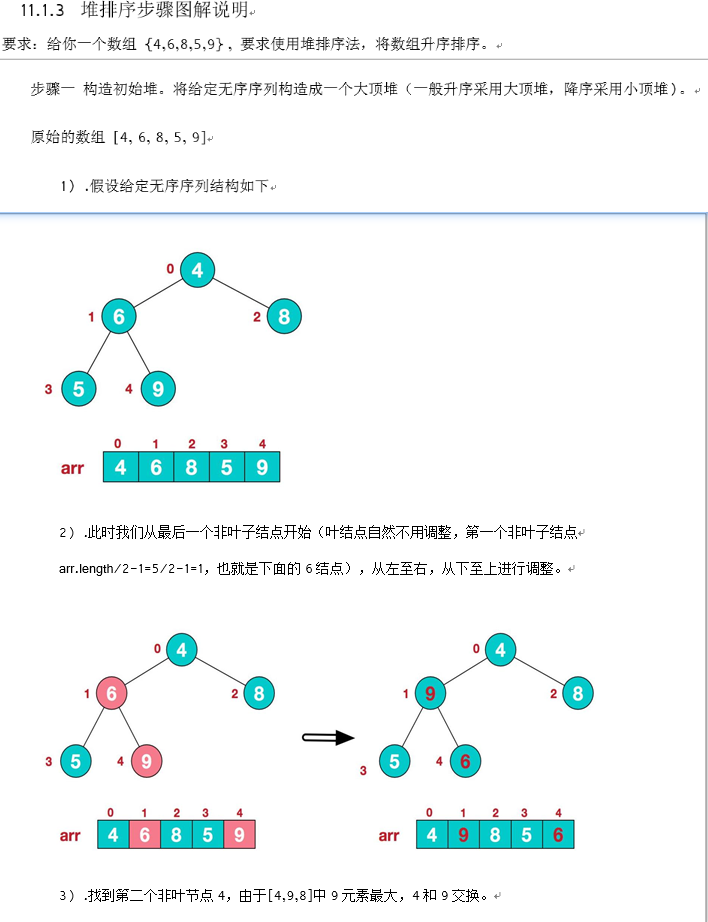 11.1.3 堆排序步骤图解说明
要求：给你一个数组 {4,6,8,5,9} , 要求使用堆排序法，将数组升序排序。
步骤一 构造初始堆。将给定无序序列构造成一个大顶堆（一般升序采用大顶堆，降序采用小顶堆)。
原始的数组 [4, 6, 8, 5, 9]
1）.假设给定无序序列结构如下
0 4
1 6 2 8
3 5 4 9
0 1 2 3 4
arr 4 6 8 5 9
2）.此时我们从最后一个非叶子结点开始（叶结点自然不用调整，第一个非叶子结点
arr.length/2-1=5/2-1=1，也就是下面的 6 结点），从左至右，从下至上进行调整。
0 4
1 6 2 8
3 5 4 9
0 1 2 3 4
arr 4 6 8 5 9
0 4
1 9 2 8
3 5 4 6
0 1 2 3 4
arr 4 9 8 5 6
3）.找到第二个非叶节点 4，由于[4,9,8]中 9 元素最大，4 和 9 交换。